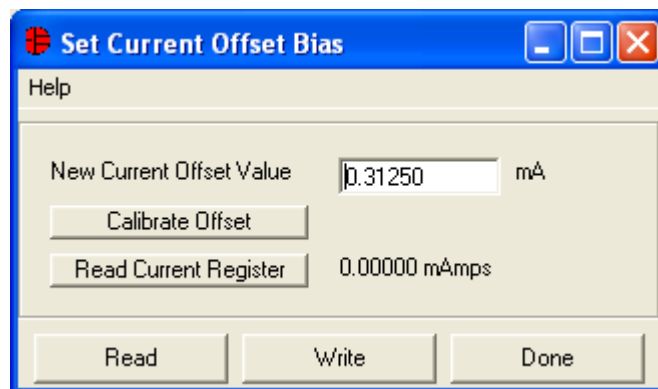 Set Current Offset Bias
Help
New Current Offset Value 0.31250 mA
Calibrate Offset
Read Current Register 0.00000 mAmps
Read Write Done